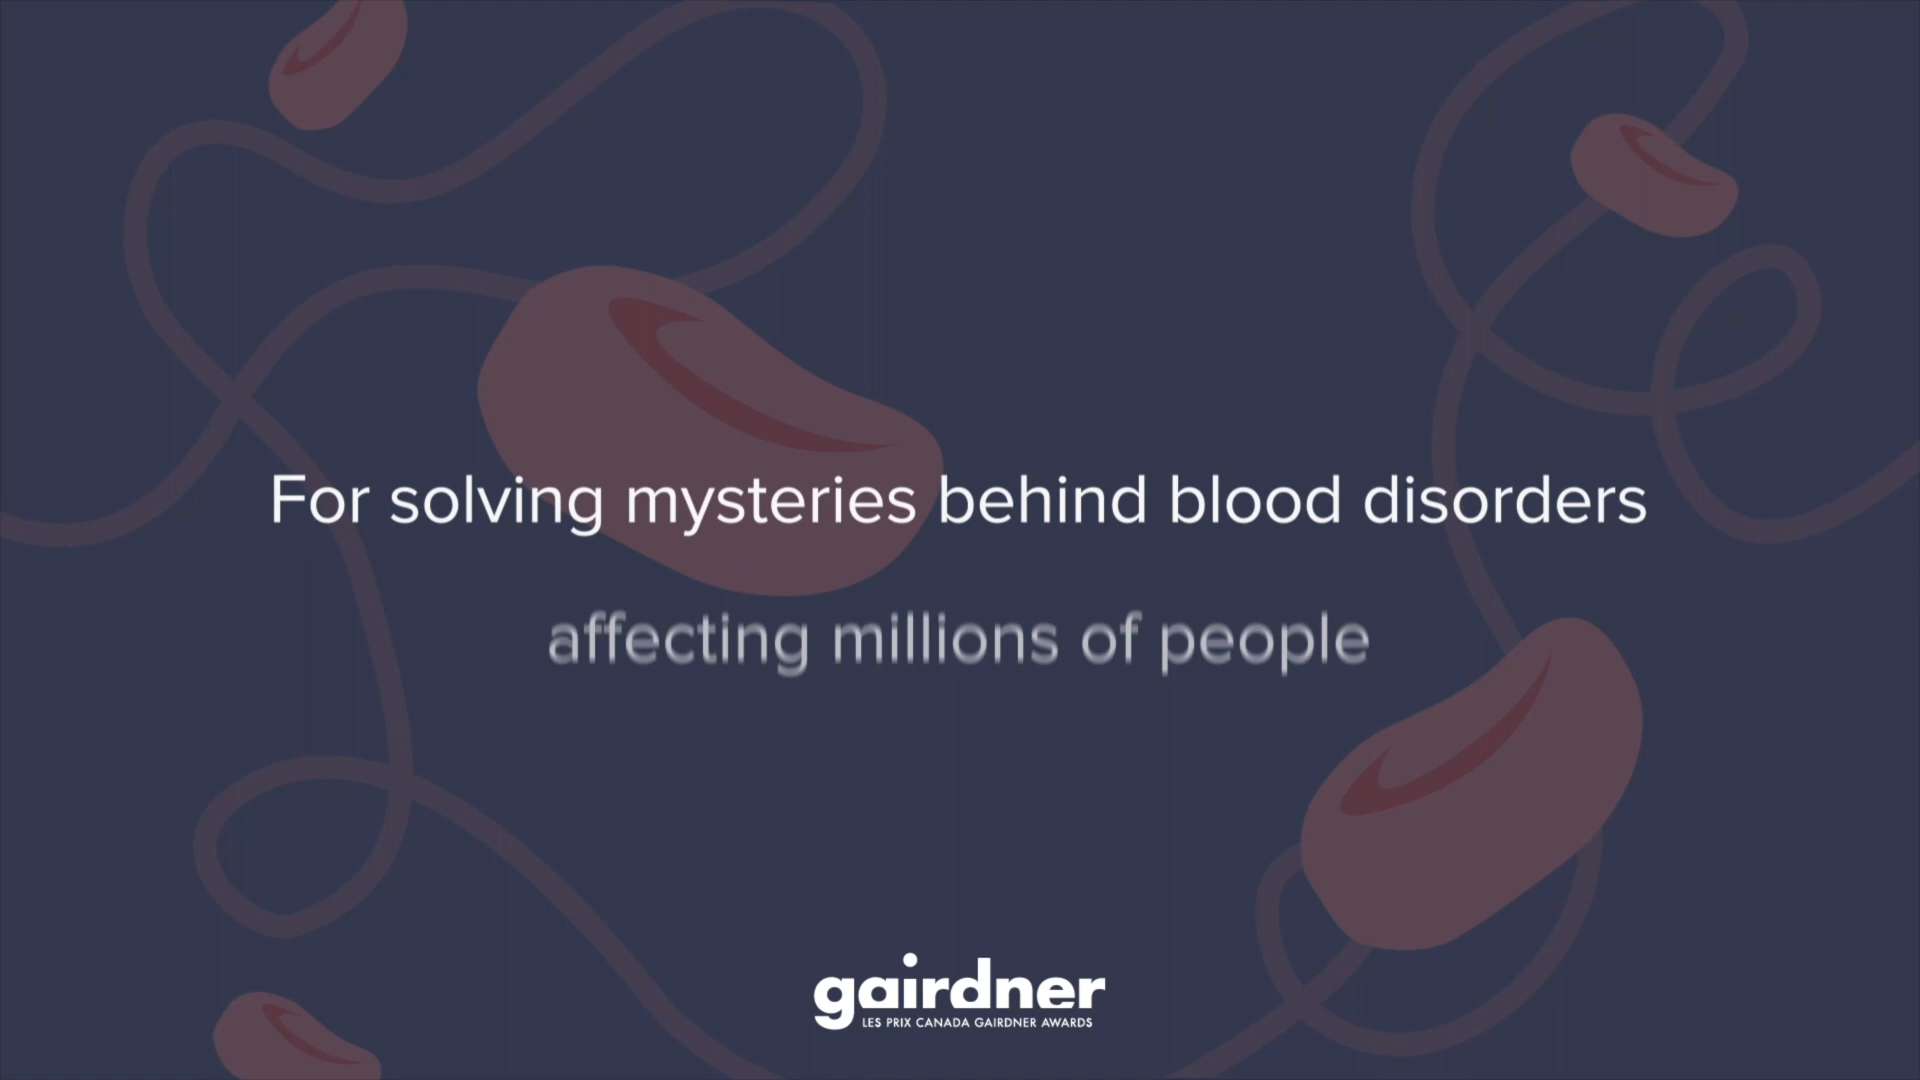 For solving mysteries behind blood disorders
affecting millions of people
gairdner
LES PRIX CANADA GAIRDNER AWARDS